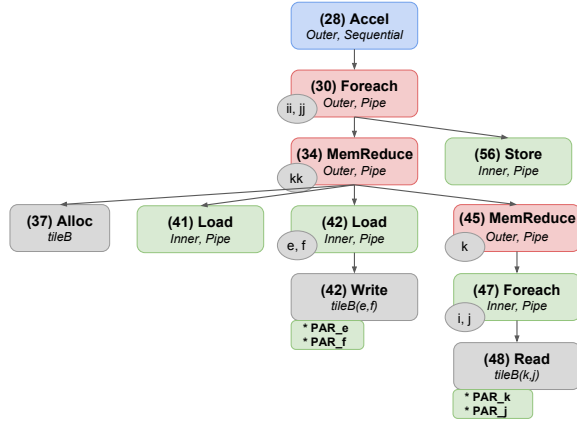 (28) Accel
Outer, Sequential
(30) Foreach
Outer, Pipe
ii, jj
(34) MemReduce
Outer, Pipe
kk
(56) Store
Inner, Pipe
(37) Alloc
tileB
(41) Load
Inner, Pipe
(42) Load
Inner, Pipe
e, f
(45) MemReduce
Outer, Pipe
k
(42) Write
tileB(e,f)
* PAR_e
* PAR_f
(47) Foreach
Inner, Pipe
i, j
(48) Read
tileB(k,j)
* PAR_k
* PAR_j